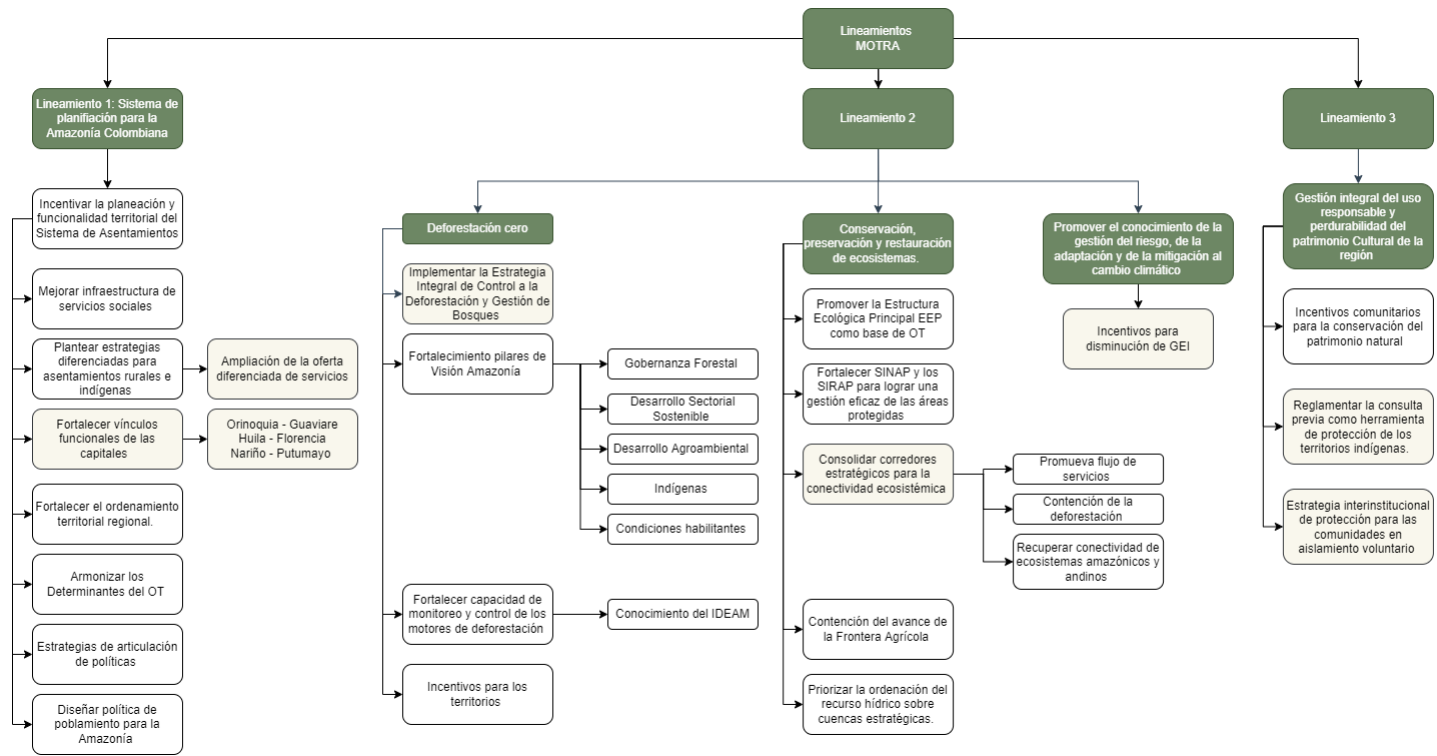 Lineamientos
MOTRA
Lineamiento 1: Sistema de
planifiación para la
Amazonía Colombiana
Incentivar la planeación y
funcionalidad territorial del
Sistema de Asentamientos
Mejorar infraestructura de
servicios sociales
Plantear estrategias
diferenciadas para
asentamientos rurales e
indígenas
Ampliación de la oferta
diferenciada de servicios
Fortalecer vínculos
funcionales de las
capitales
Orinoquia - Guaviare
Huila - Florencia
Nariño - Putumayo
Fortalecer el ordenamiento
territorial regional.
Armonizar los
Determinantes del OT
Estrategias de articulación
de políticas
Diseñar política de
poblamiento para la
Amazonía
Lineamiento 2
Deforestación cero
Implementar la Estrategia
Integral de Control a la
Deforestación y Gestión de
Bosques
Fortalecimiento pilares de
Visión Amazonía
Gobernanza Forestal
Desarrollo Sectorial
Sostenible
Desarrollo Agroambiental
Indígenas
Condiciones habilitantes
Fortalecer capacidad de
monitoreo y control de los
motores de deforestación
Conocimiento del IDEAM
Incentivos para los
territorios
Conservación,
preservación y restauración
de ecosistemas.
Promover la Estructura
Ecológica Principal EEP
como base de OT
Fortalecer SINAP y los
SIRAP para lograr una
gestión eficaz de las áreas
protegidas
Consolidar corredores
estratégicos para la
conectividad ecosistémica
Promueva flujo de
servicios
Contención de la
deforestación
Recuperar conectividad de
ecosistemas amazónicos y
andinos
Contención del avance de
la Frontera Agrícola
Priorizar la ordenación del
recurso hídrico sobre
cuencas estratégicas.
Promover el conocimiento de la
gestión del riesgo, de la
adaptación y de la mitigación al
cambio climático
Incentivos para
disminución de GEI
Lineamiento 3
Gestión integral del uso
responsable y
perdurabilidad del
patrimonio Cultural de la
región
Incentivos comunitarios
para la conservación del
patrimonio natural
Reglamentar la consulta
previa como herramienta
de protección de los
territorios indígenas.
Estrategia interinstitucional
de protección para las
comunidades en
aislamiento voluntario